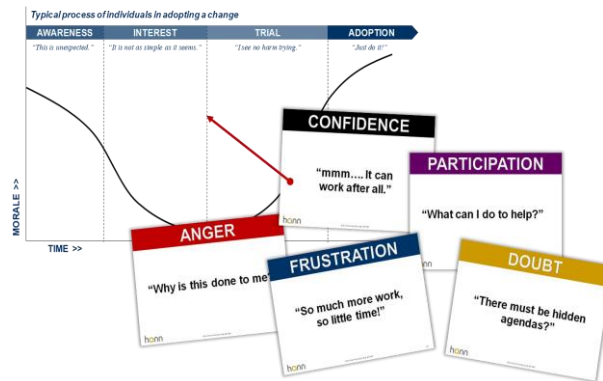 Typical process of individuals in adopting a change
AWARENESS INTEREST TRIAL ADOPTION
"This is unexpected." "It is not as simple as it seems." "I see no harm trying." "Just do it!"
MORALE >>
TIME >>
CONFIDENCE
"mmm…. It can
work after all."
PARTICIPATION
"What can I do to help?"
ANGER
"Why is this done to me?
FRUSTRATION
"So much more work,
so little time!"
DOUBT
"There must be hidden
agendas?"
honn
honn
honn